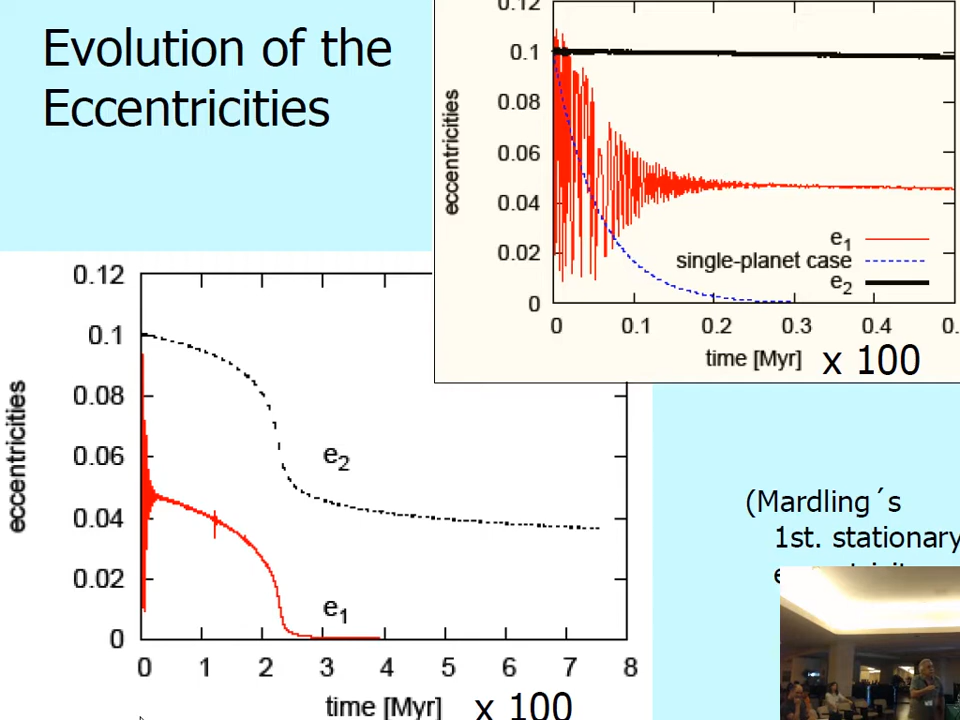 Evolution of the
Eccentricities
0.12
0.1
0.08
0.06
0.04
0.02
0
eccentricities
e1
single-planet case
e2
0 0.1 0.2 0.3 0.4 0.
time [Myr] x 100
0.12
0.1
0.08
0.06
0.04
0.02
0
eccentricities
e2
e1
0 1 2 3 4 5 6 7 8
time [Myr] x 100
(Mardling´s
1st. stationary